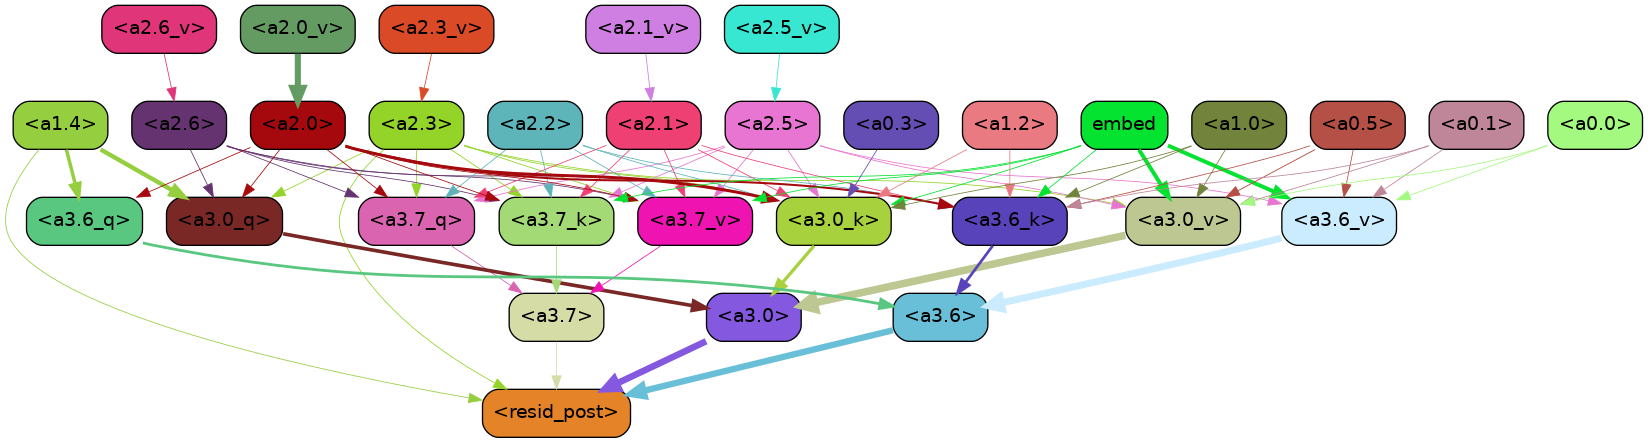 <a2.6_v> <a2.0_v> <a2.3_v> <a2.1_v> <a2.5_v>
<a1.4> <a2.6> <a2.0> <a2.3> <a2.2> <a2.1> <a2.5> <a0.3> <a1.2> embed <a1.0> <a0.5> <a0.1> <a0.0>
<a3.6_q> <a3.0_q> <a3.7_q> <a3.7_k> <a3.7_v> <a3.0_k> <a3.6_k> <a3.0_v> <a3.6_v>
<a3.7> <a3.0> <a3.6>
<resid_post>